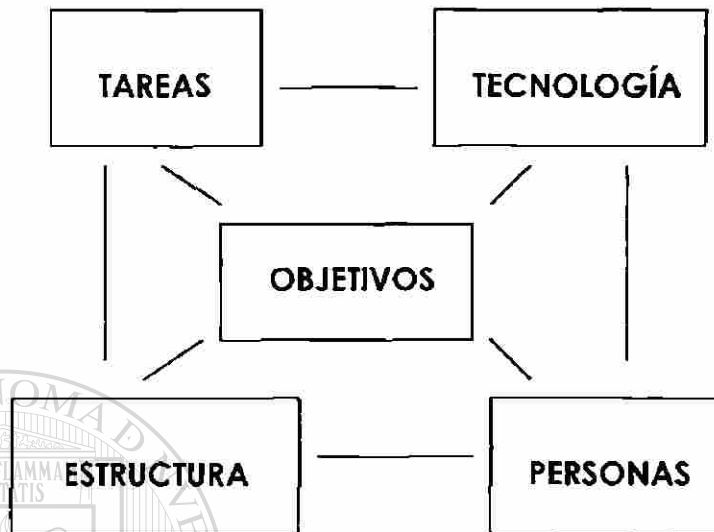 TAREAS
TECNOLOGÍA
OBJETIVOS
ESTRUCTURA
PERSONAS